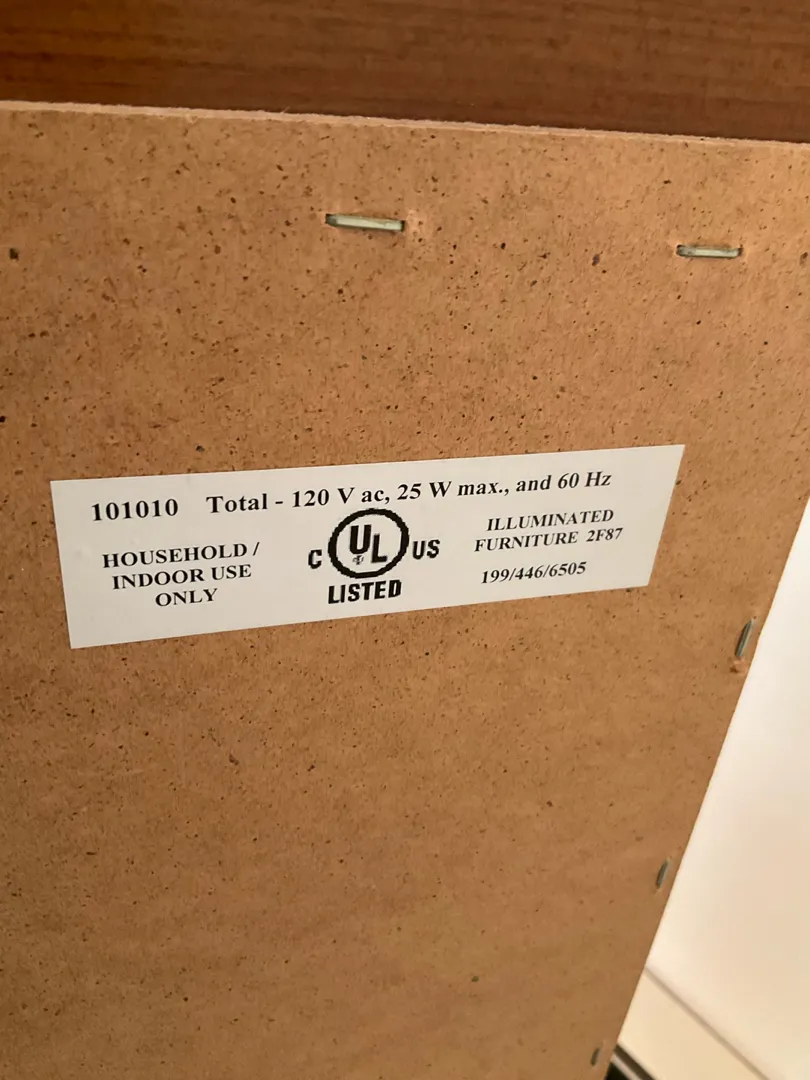 101010 Total - 120 V ac, 25 W max., and 60 Hz
HOUSEHOLD /
INDOOR USE
ONLY
C UL US
LISTED
ILLUMINATED
FURNITURE 2F87
199/446/6505